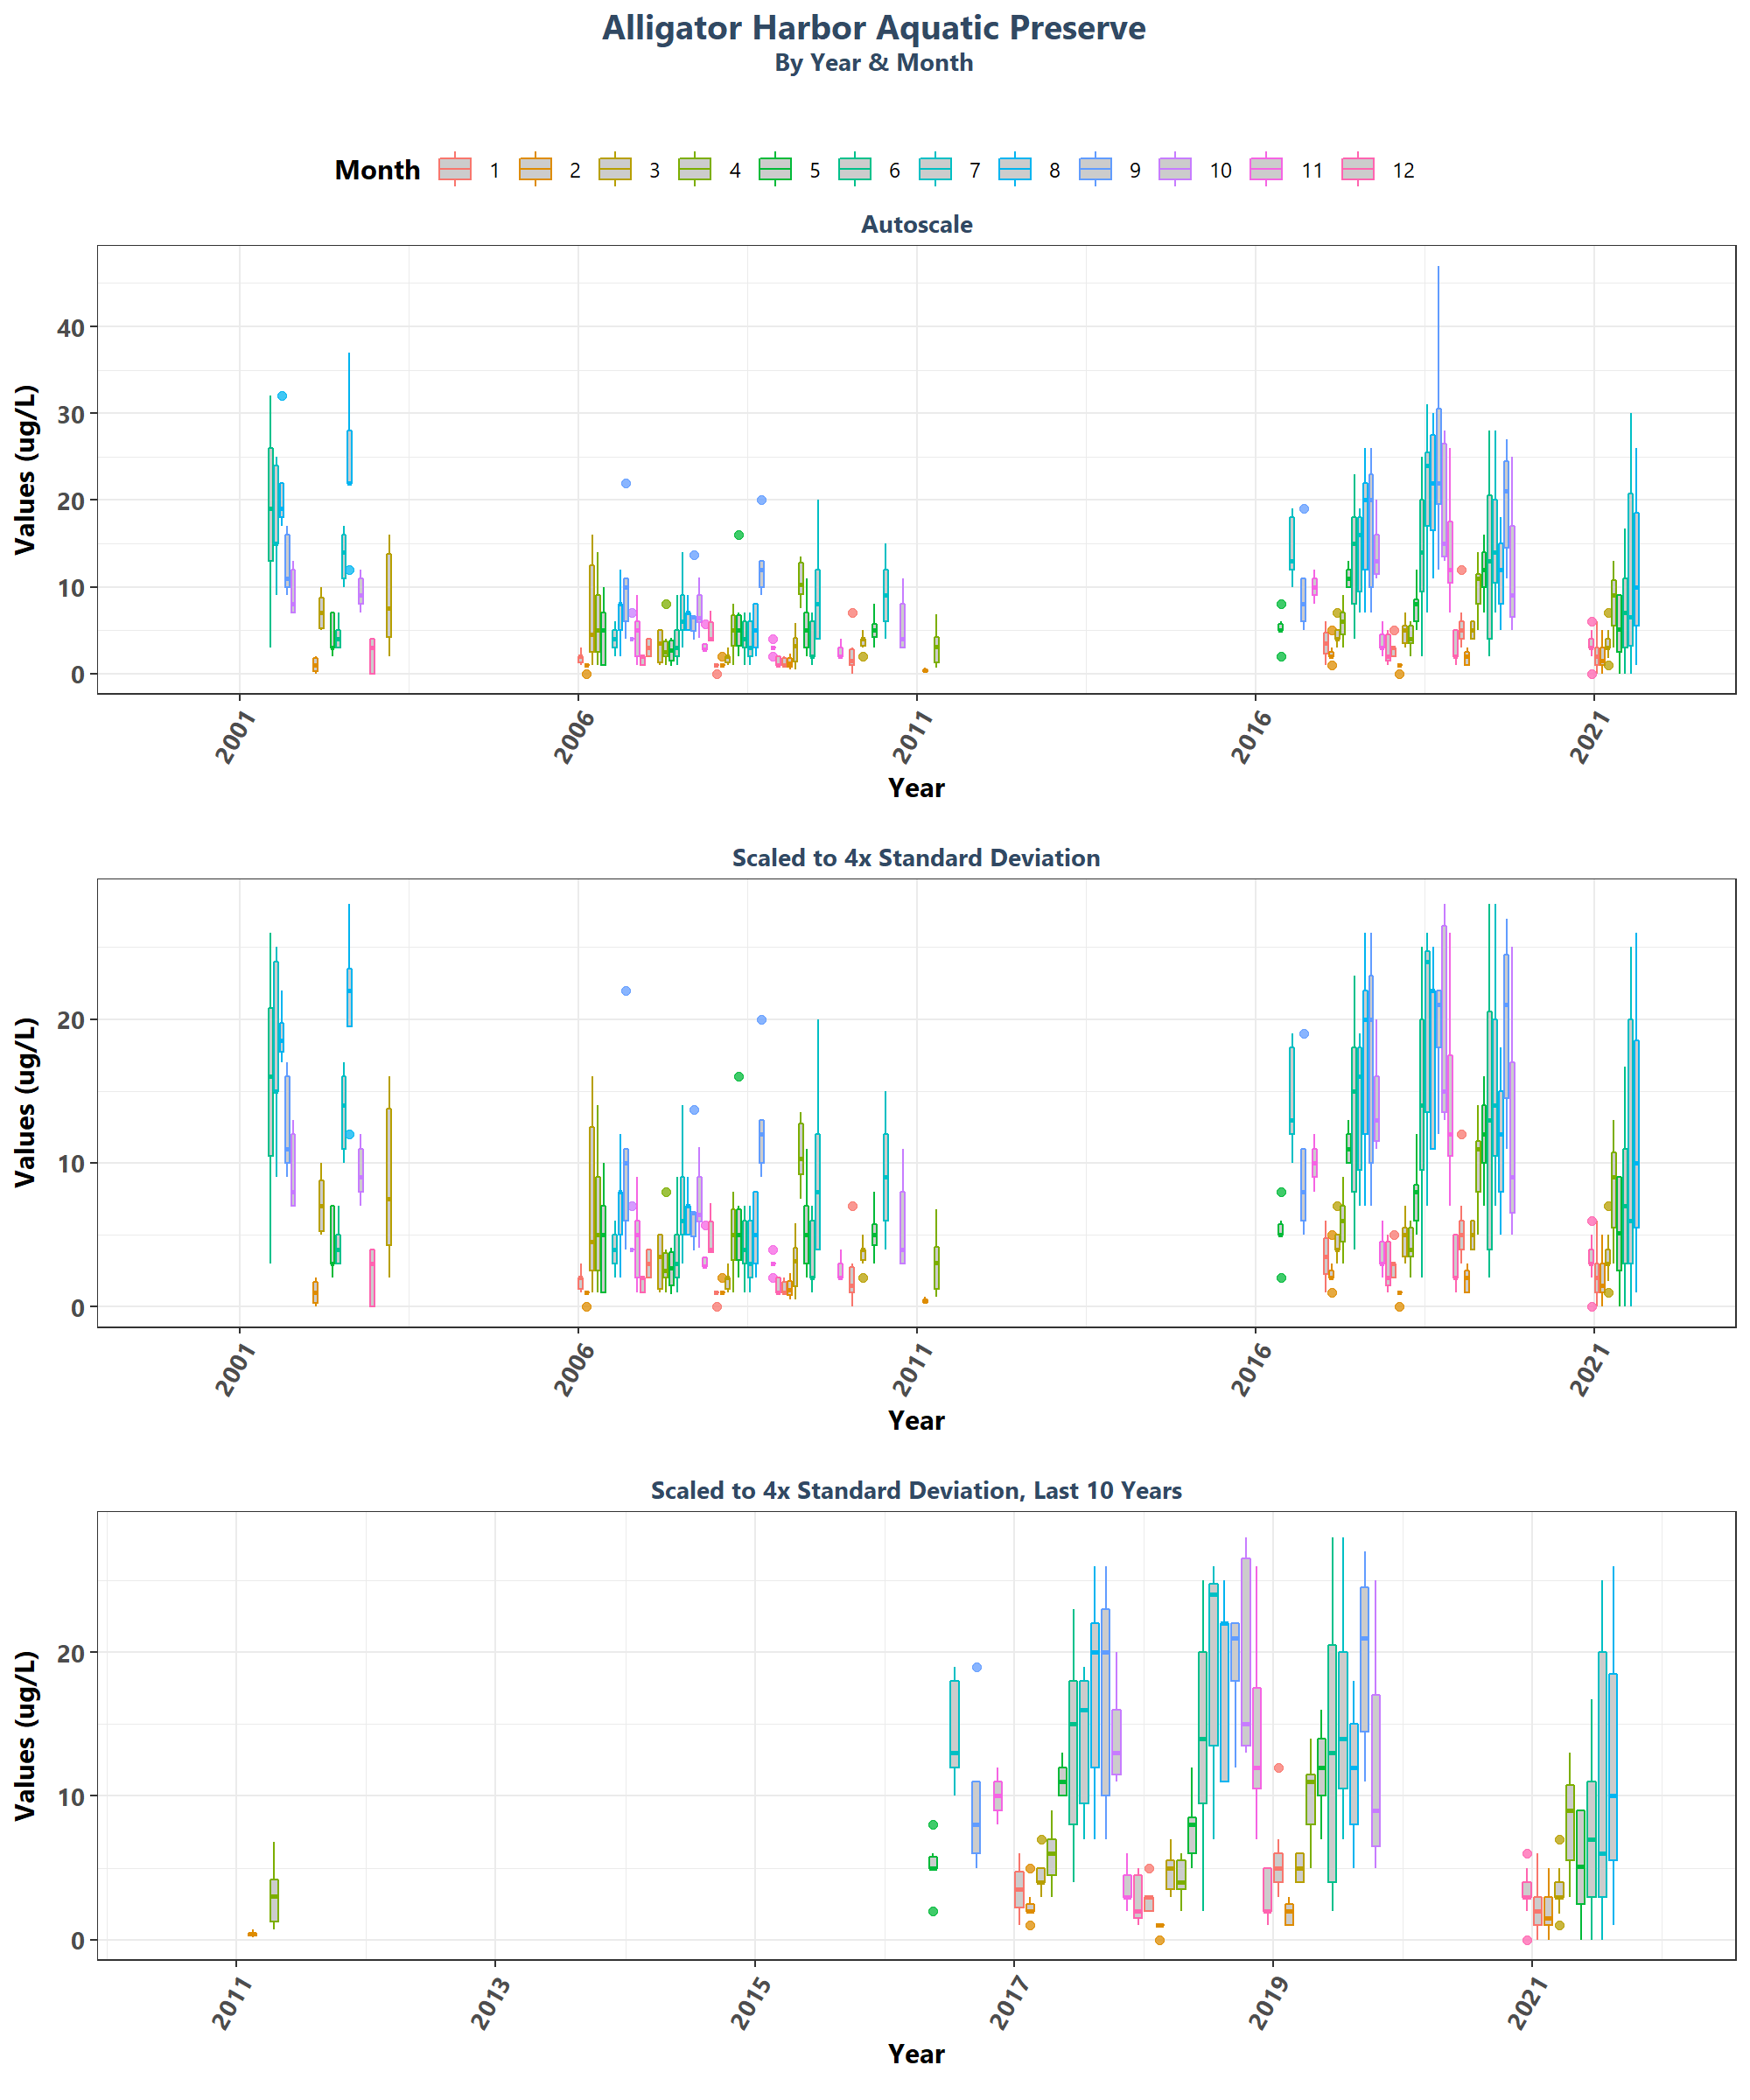 Alligator Harbor Aquatic Preserve
By Year & Month
Month 1 2 3 4 5 6 7 8 9 10 11 12
Autoscale
Values (ug/L)
40
30
20
10
0
2001 2006 2011 2016 2021
Year
Scaled to 4x Standard Deviation
Values (ug/L)
20
10
0
2001 2006 2011 2016 2021
Year
Scaled to 4x Standard Deviation, Last 10 Years
Values (ug/L)
20
10
0
2011 2013 2015 2017 2019 2021
Year